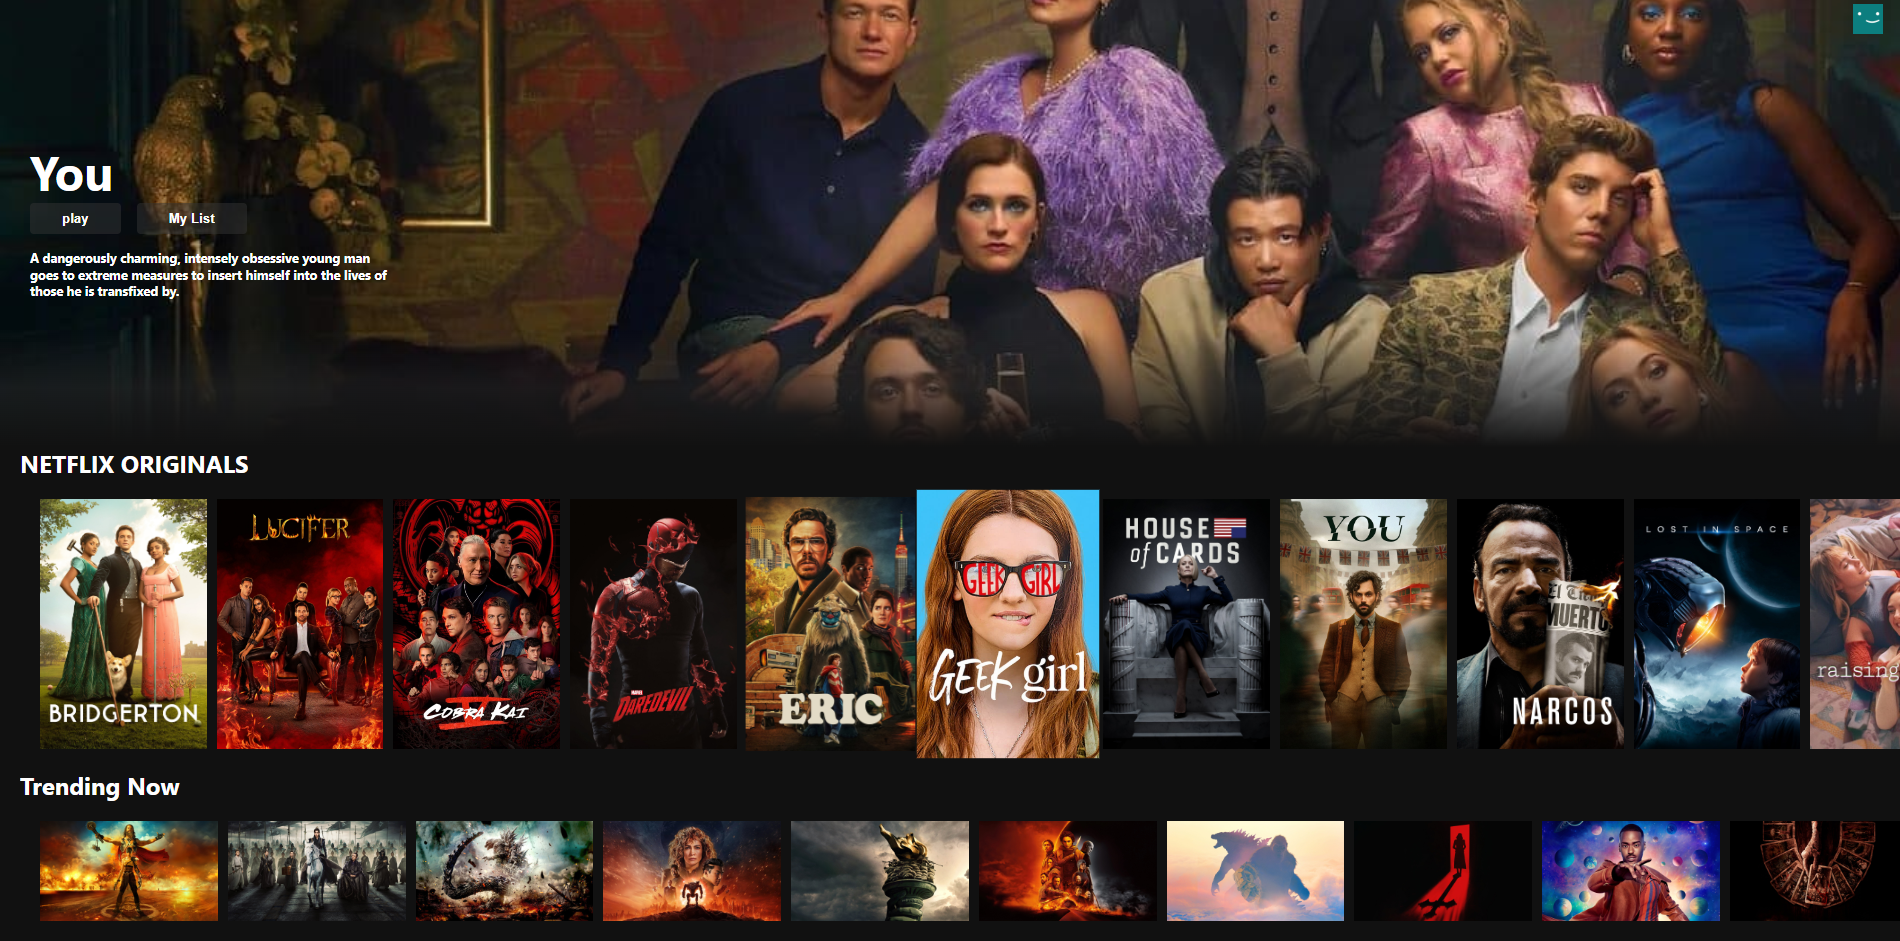 You
play
My List
A dangerously charming, intensely obsessive young man
goes to extreme measures to insert himself into the lives of
those he is transfixed by.
NETFLIX ORIGINALS
BRIDGERTON
LUCIFER
COBRA KAI
MARVEL
DAREDEVIL
ERIC
GEEK GIRL
GEEK girl
HOUSE
of CARDS
YOU
El
MUERTO
NARCOS
LOST IN SPACE
raising
Trending Now